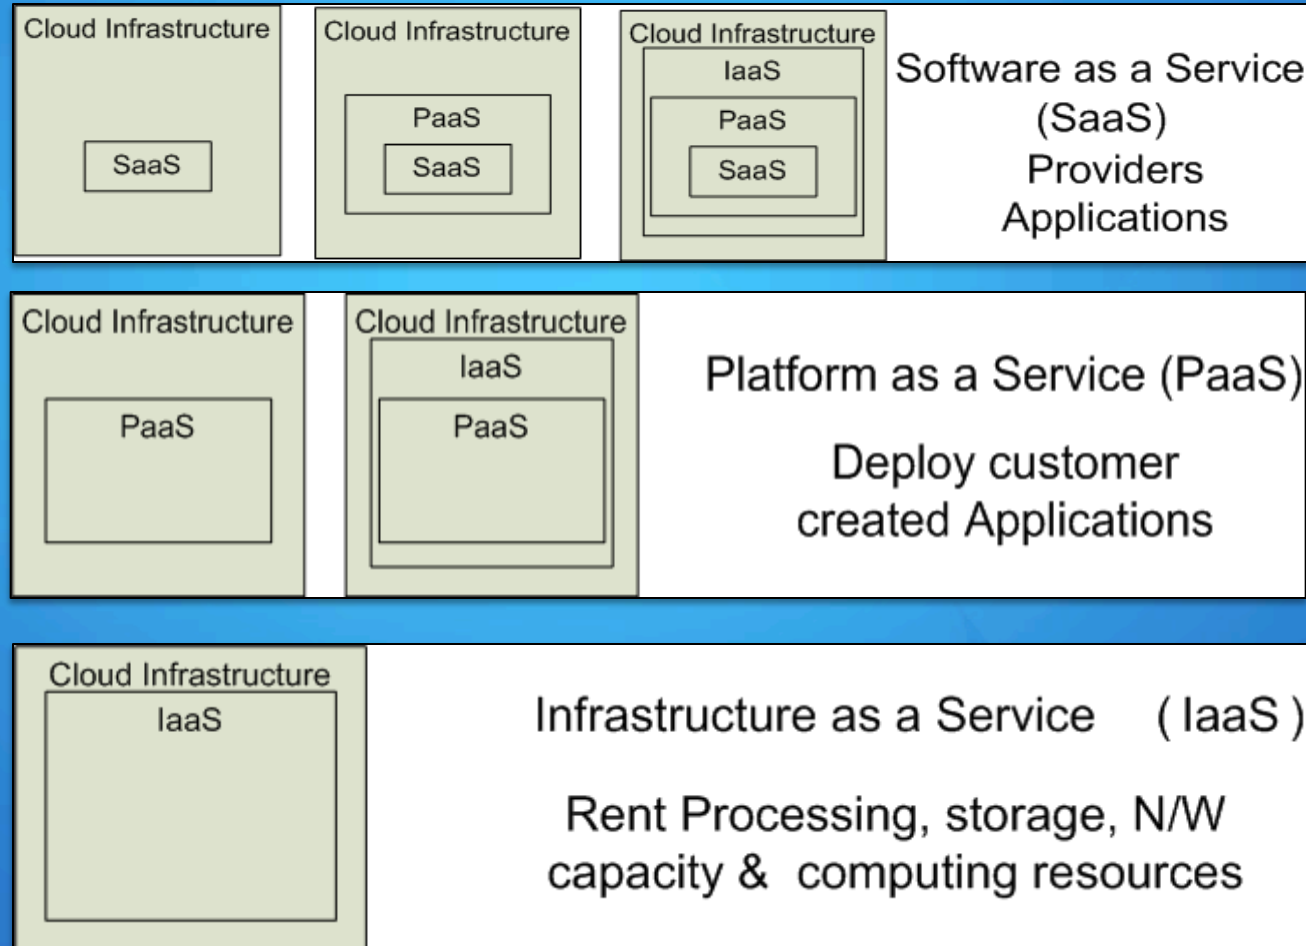 Cloud Infrastructure
SaaS
Cloud Infrastructure
PaaS
SaaS
Cloud Infrastructure
IaaS
PaaS
SaaS
Software as a Service
(SaaS)
Providers
Applications
Cloud Infrastructure
PaaS
Cloud Infrastructure
IaaS
PaaS
Platform as a Service (PaaS)
Deploy customer
created Applications
Cloud Infrastructure
IaaS
Infrastructure as a Service ( IaaS )
Rent Processing, storage, N/W
capacity & computing resources